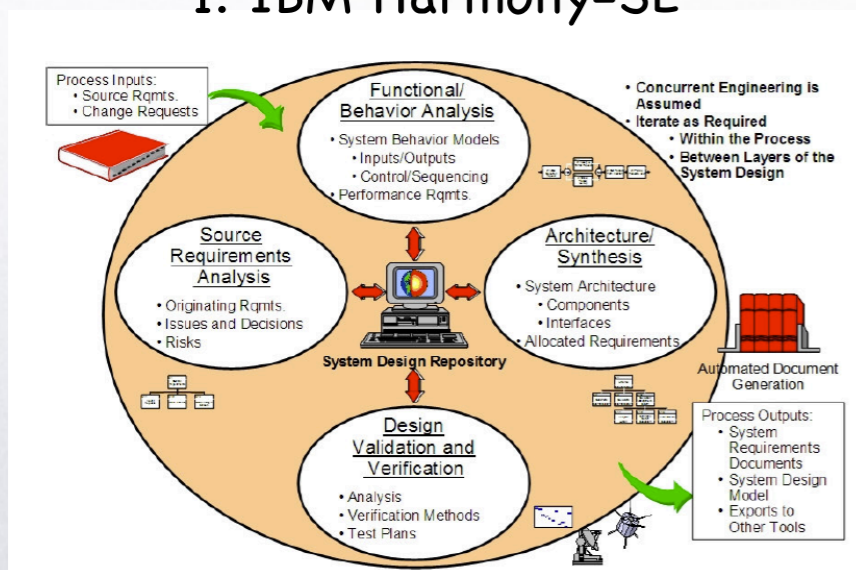 1. IBM Harmony-SE
Process Inputs:
• Source Rqmts.
• Change Requests
Functional/
Behavior Analysis
• System Behavior Models
• Inputs/Outputs
• Control/Sequencing
• Performance Rqmts.
• Concurrent Engineering is
Assumed
• Iterate as Required
• Within the Process
• Between Layers of the
System Design
Source
Requirements
Analysis
• Originating Rqmts.
• Issues and Decisions
• Risks
System Design Repository
Architecture/
Synthesis
• System Architecture
• Components
• Interfaces
• Allocated Requirements
Automated Document
Generation
Design
Validation and
Verification
• Analysis
• Verification Methods
• Test Plans
Process Outputs:
• System
Requirements
Documents
• System Design
Model
• Exports to
Other Tools